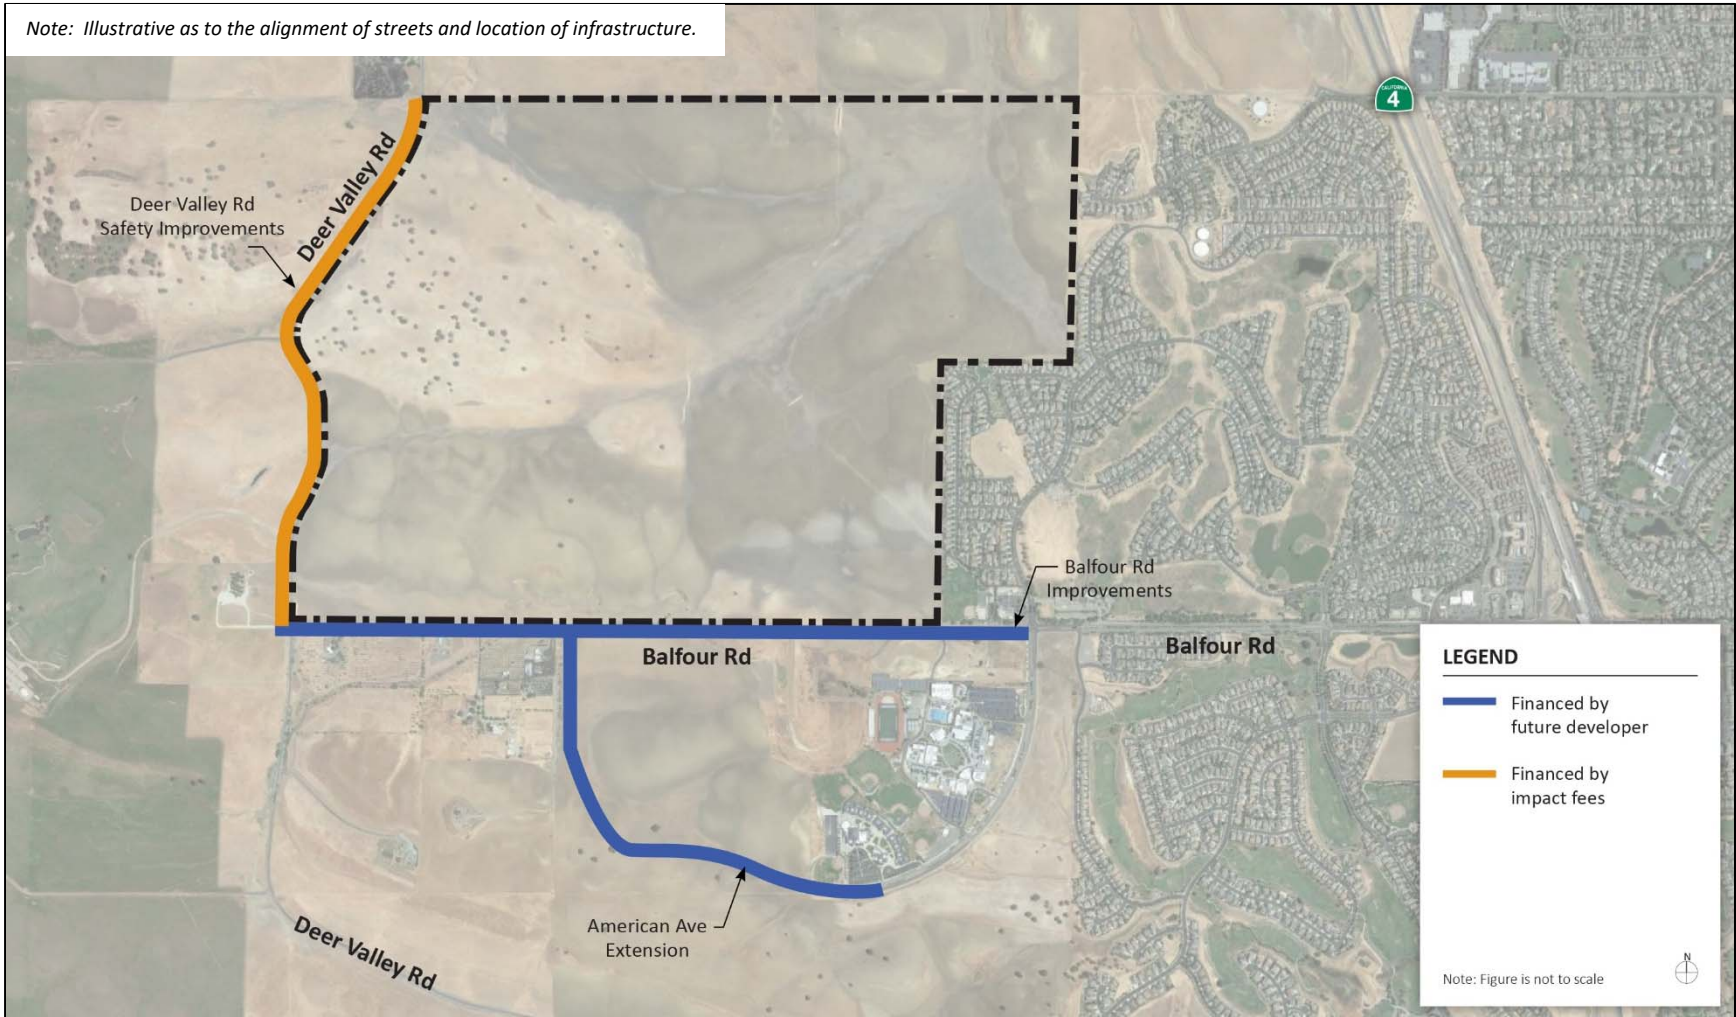 Note:  Illustrative as to the alignment of streets and location of infrastructure.
CALIFORNIA
4
Deer Valley Rd
Deer Valley Rd
Safety Improvements
Balfour Rd
Improvements
Balfour Rd
Balfour Rd
American Ave
Extension
Deer Valley Rd
LEGEND
Financed by
future developer
Financed by
impact fees
Note: Figure is not to scale
N